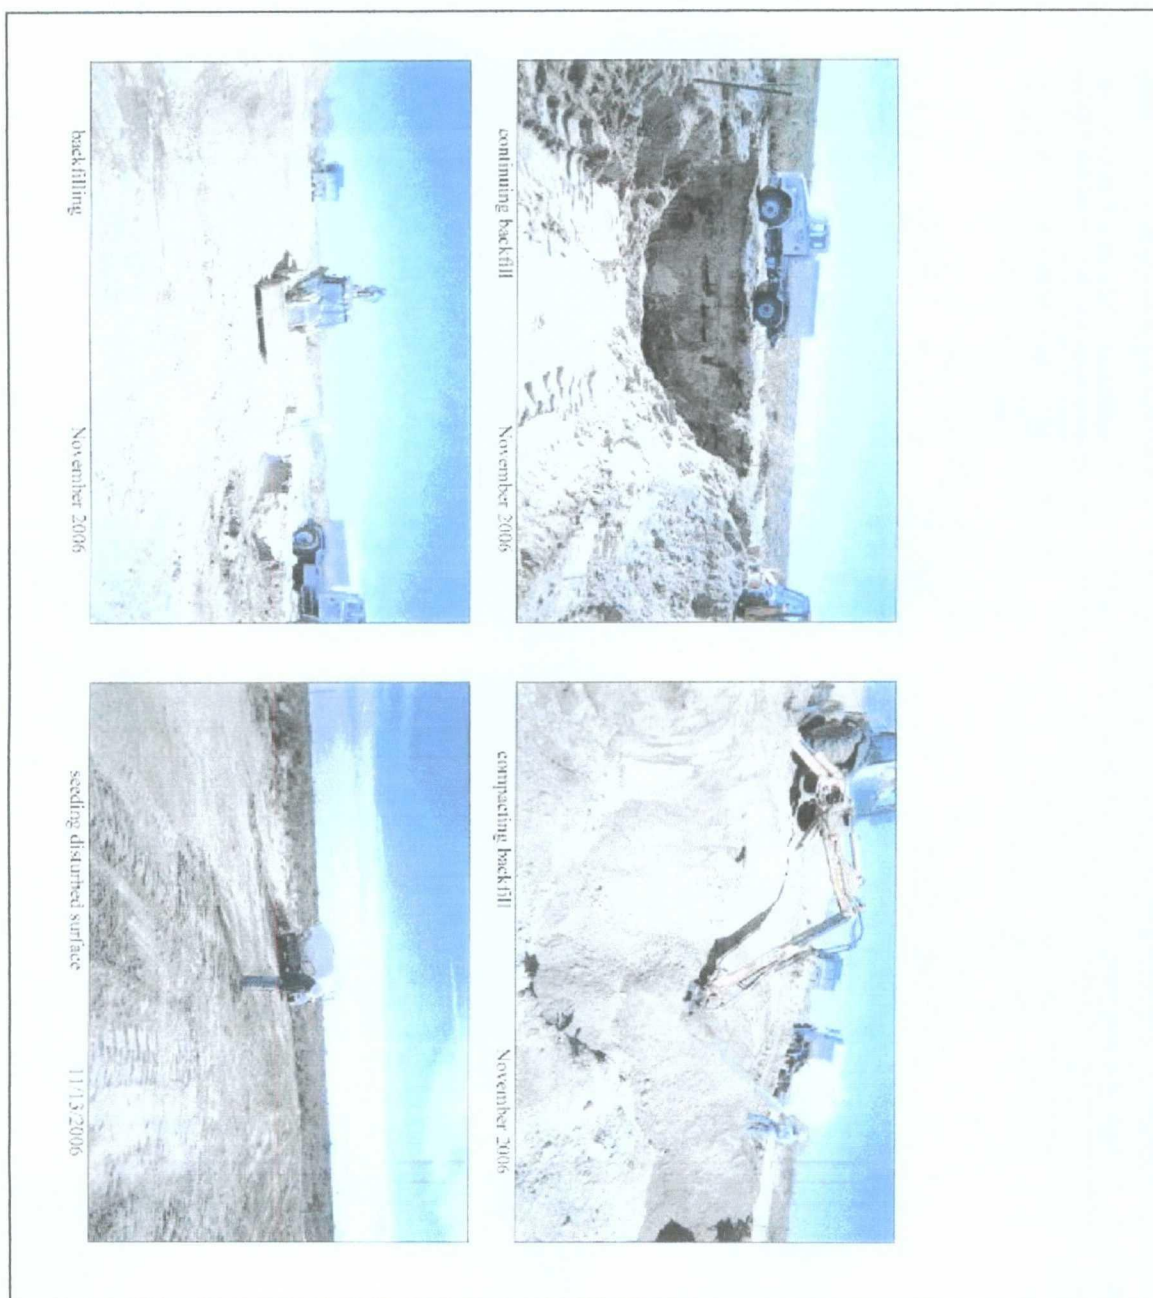 continuing backfill November 2006
compacting backfill November 2006
backfilling November 2006
seeding disturbed surface 11/13/2006